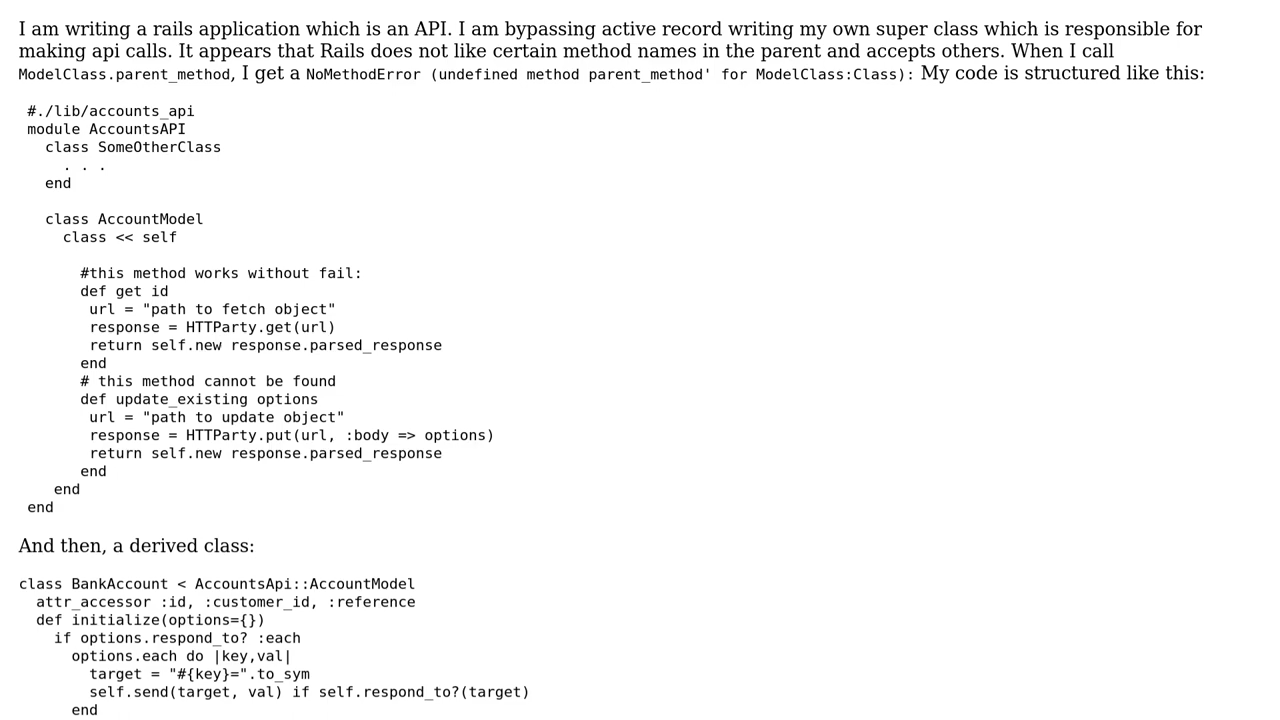 I am writing a rails application which is an API. I am bypassing active record writing my own super class which is responsible for
making api calls. It appears that Rails does not like certain method names in the parent and accepts others. When I call
ModelClass.parent_method, I get a NoMethodError (undefined method parent_method' for ModelClass:Class): My code is structured like this:
#./lib/accounts_api
module AccountsAPI
  class SomeOtherClass
    . . .
  end

  class AccountModel
    class << self

      #this method works without fail:
      def get id
       url = "path to fetch object"
       response = HTTParty.get(url)
       return self.new response.parsed_response
      end
      # this method cannot be found
      def update_existing options
       url = "path to update object"
       response = HTTParty.put(url, :body => options)
       return self.new response.parsed_response
      end
   end
end
And then, a derived class:
class BankAccount < AccountsApi::AccountModel
  attr_accessor :id, :customer_id, :reference
  def initialize(options={})
    if options.respond_to? :each
      options.each do |key,val|
        target = "#{key}=".to_sym
        self.send(target, val) if self.respond_to?(target)
      end